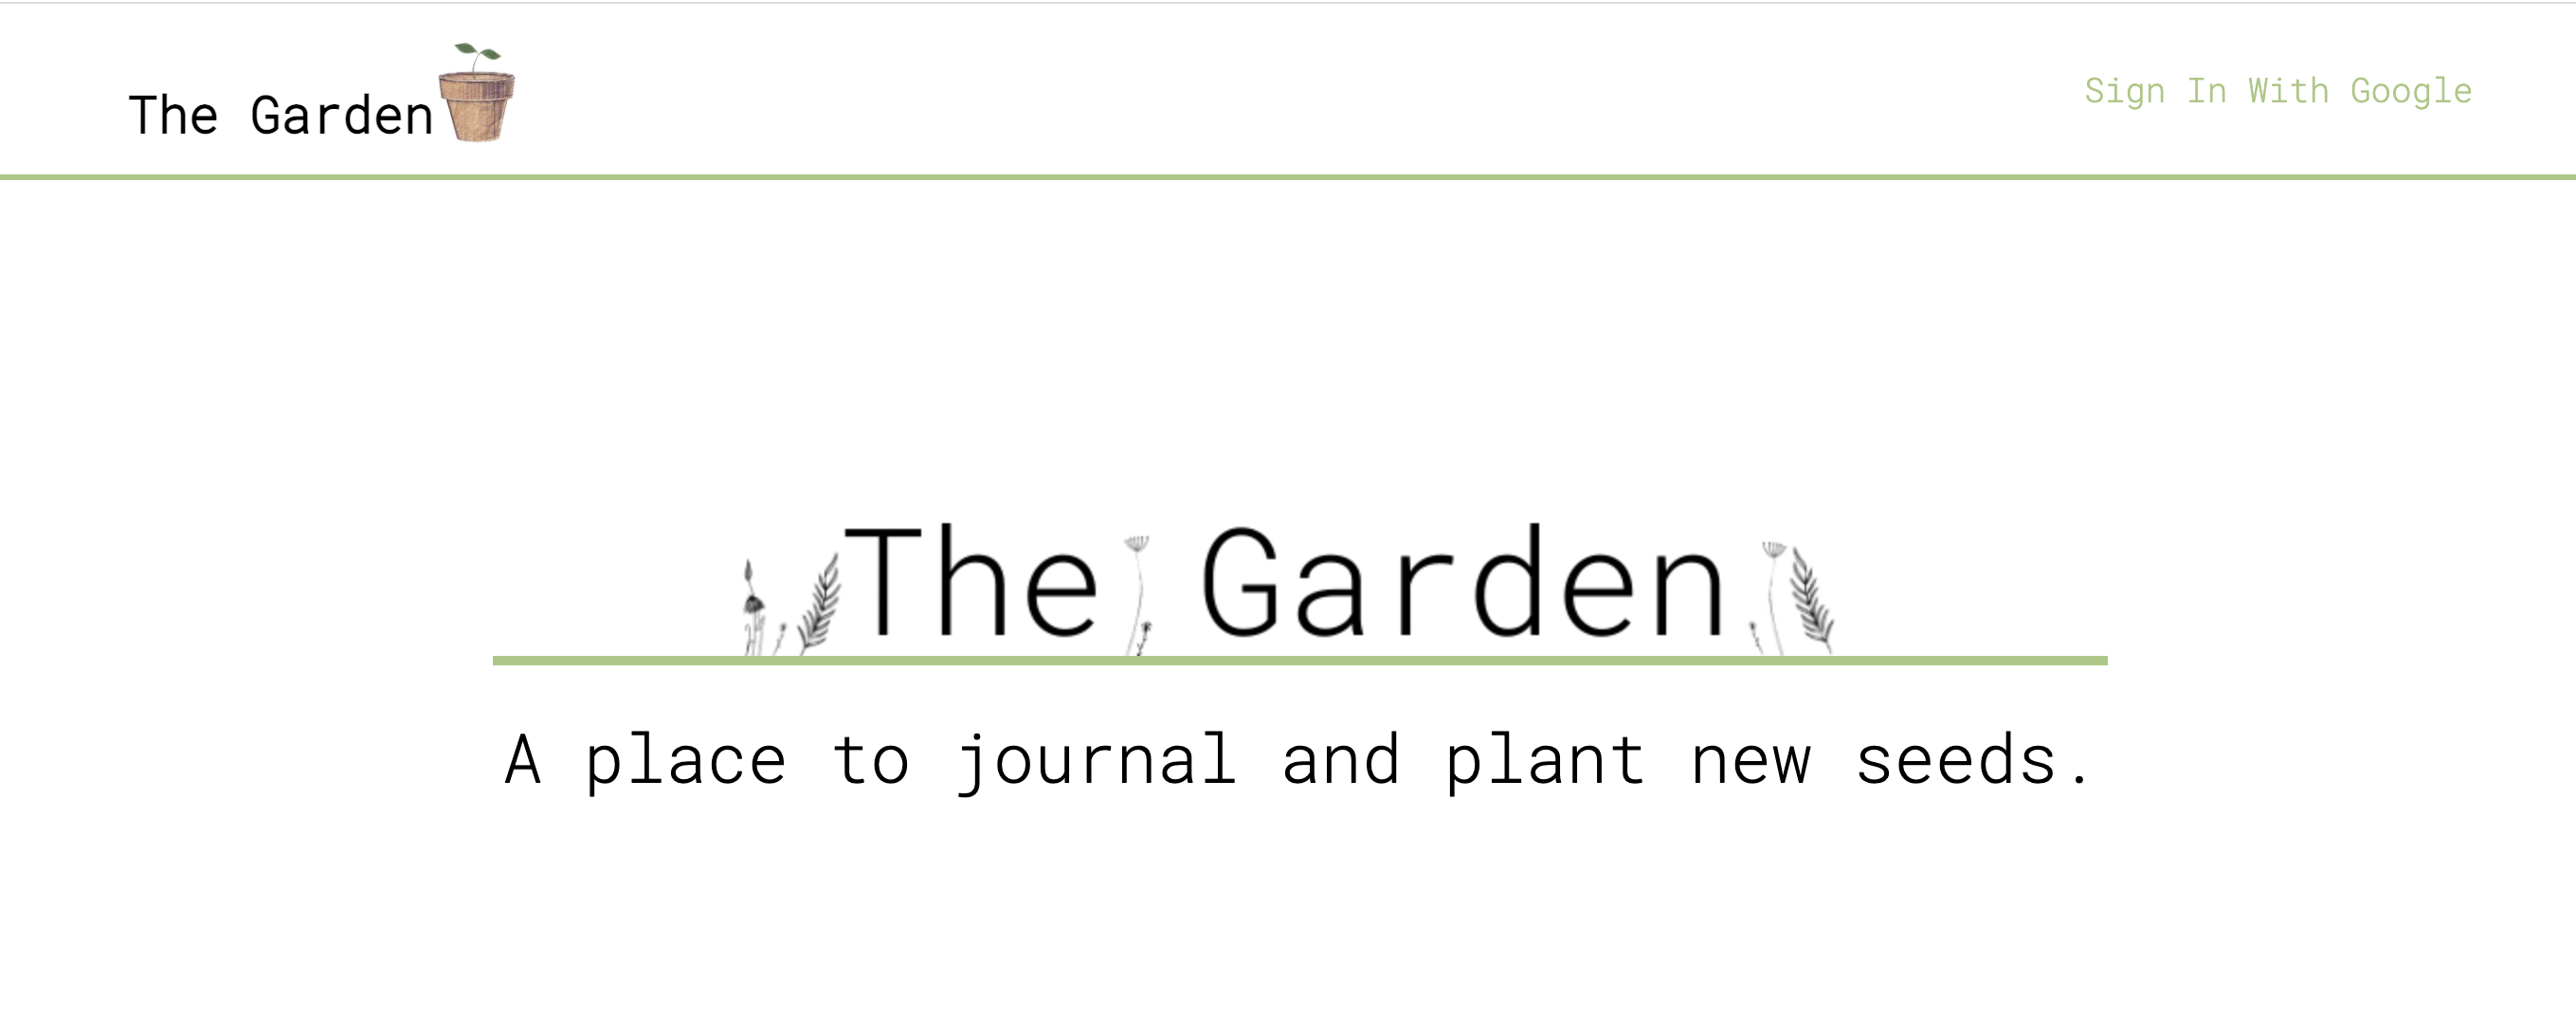 The Garden
Sign In With Google
The Garden
A place to journal and plant new seeds.